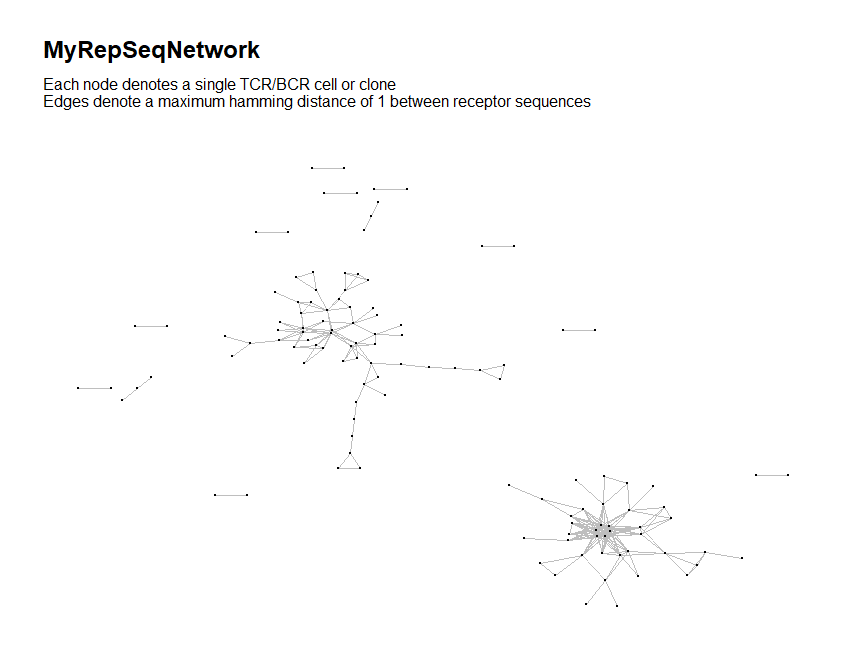 MyRepSeqNetwork
Each node denotes a single TCR/BCR cell or clone
Edges denote a maximum hamming distance of 1 between receptor sequences